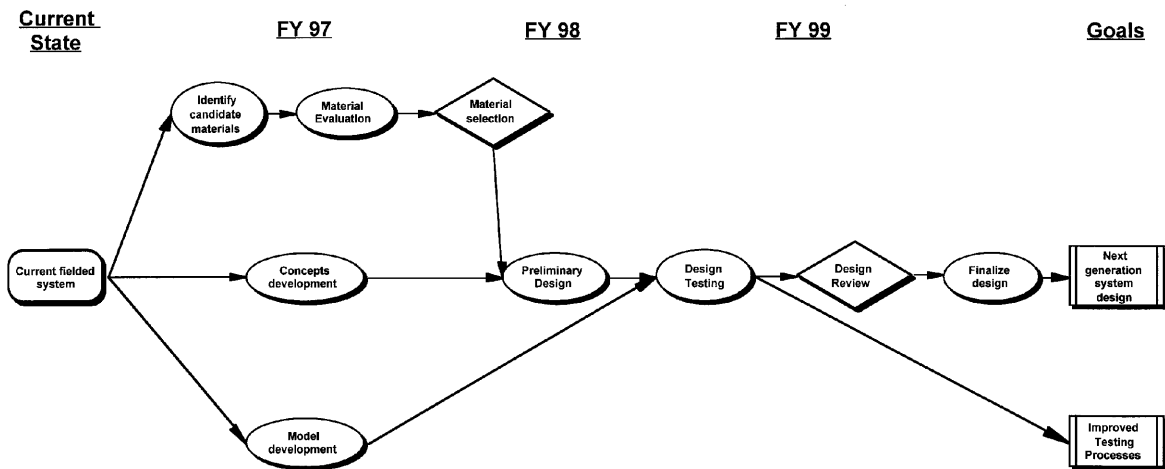 Current
State
FY 97
FY 98
FY 99
Goals
Identify
candidate
materials
Material
Evaluation
Material
selection
Current fielded
system
Concepts
development
Preliminary
Design
Design
Testing
Design
Review
Finalize
design
Next
generation
system
design
Model
development
Improved
Testing
Processes